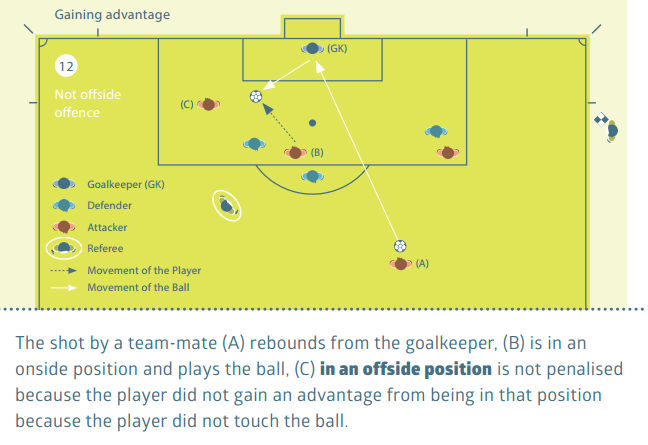 Gaining advantage
(GK)
12
Not offside
offence
(C)
(B)
Goalkeeper (GK)
Defender
Attacker
Referee
(A)
Movement of the Player
Movement of the Ball
The shot by a team-mate (A) rebounds from the goalkeeper, (B) is in an
onside position and plays the ball, (C) in an offside position is not penalised
because the player did not gain an advantage from being in that position
because the player did not touch the ball.